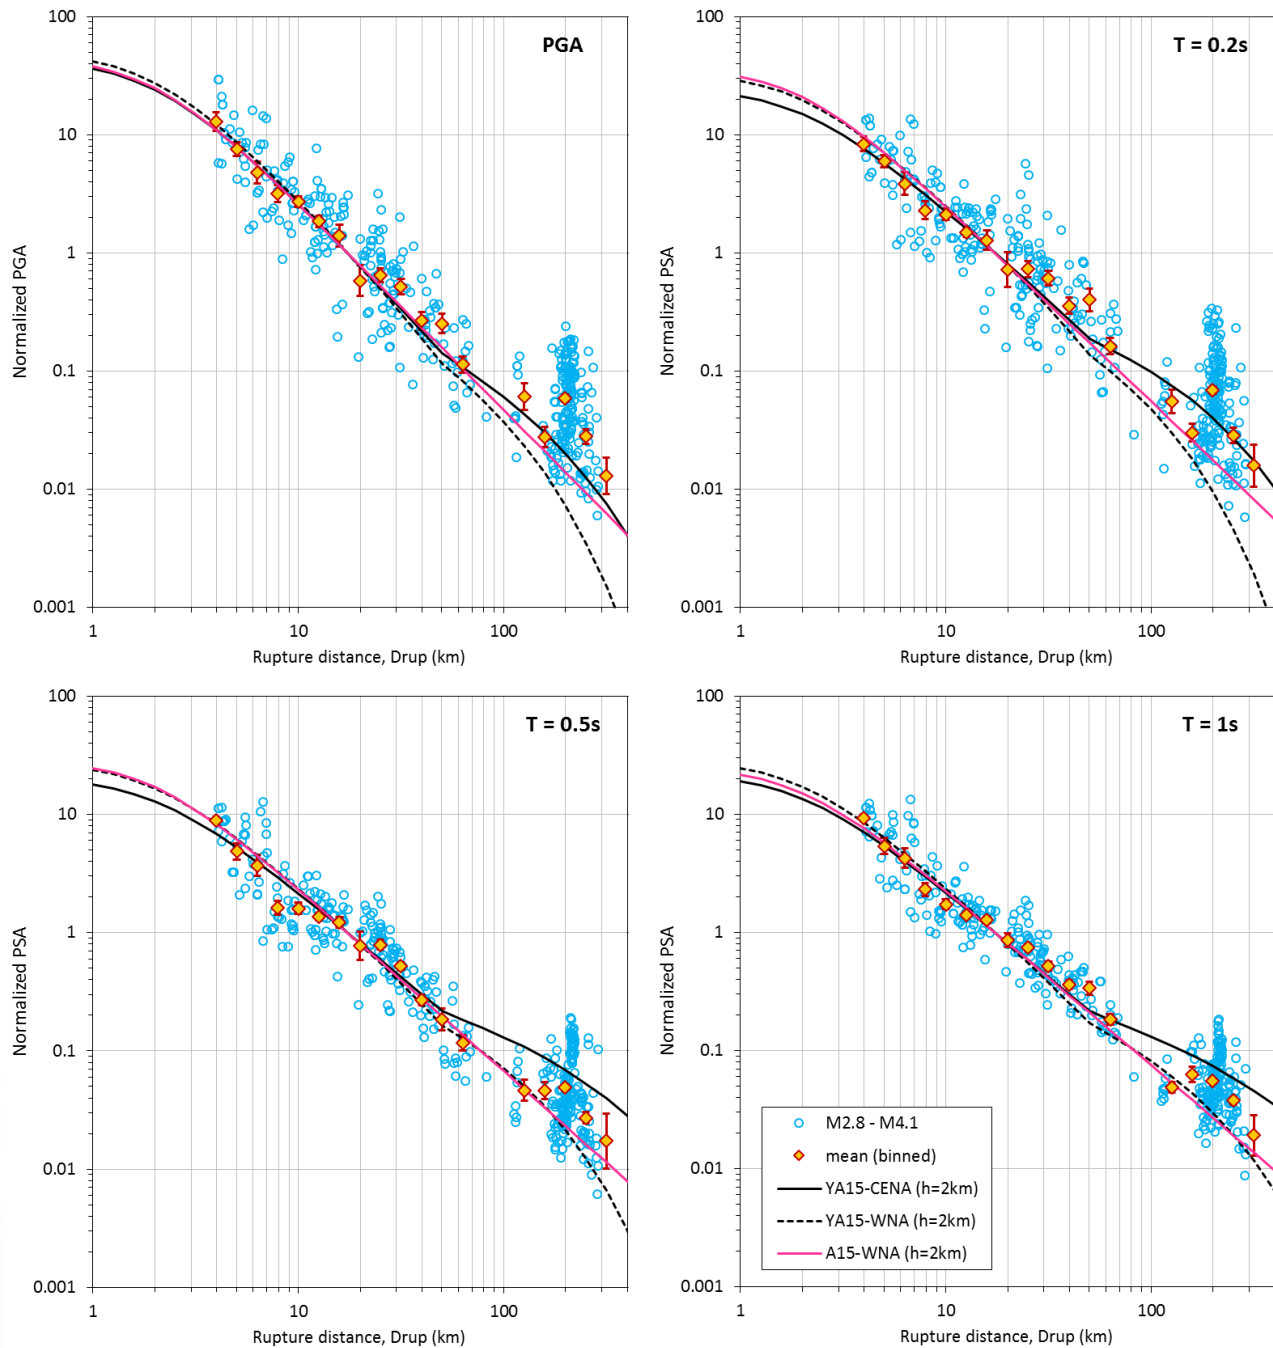 PGA
100
10
1
0.1
0.01
0.001
Normalized PGA
1 10 100
Rupture distance, Drup (km)
T = 0.2s
100
10
1
0.1
0.01
0.001
Normalized PSA
1 10 100
Rupture distance, Drup (km)
T = 0.5s
100
10
1
0.1
0.01
0.001
Normalized PSA
1 10 100
Rupture distance, Drup (km)
T = 1s
100
10
1
0.1
0.01
0.001
Normalized PSA
M2.8 - M4.1
mean (binned)
YA15-CENA (h=2km)
YA15-WNA (h=2km)
A15-WNA (h=2km)
1 10 100
Rupture distance, Drup (km)